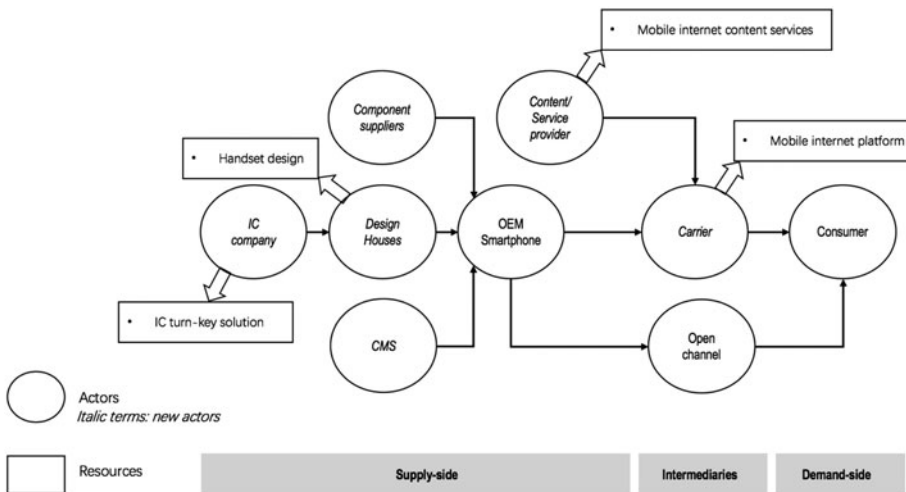 • Mobile internet content services
Component
suppliers
Content/
Service
provider
• Handset design
• Mobile internet platform
IC
company
Design
Houses
OEM
Smartphone
Carrier
Consumer
• IC turn-key solution
CMS
Open
channel
Actors
Italic terms: new actors
Resources
Supply-side
Intermediaries
Demand-side